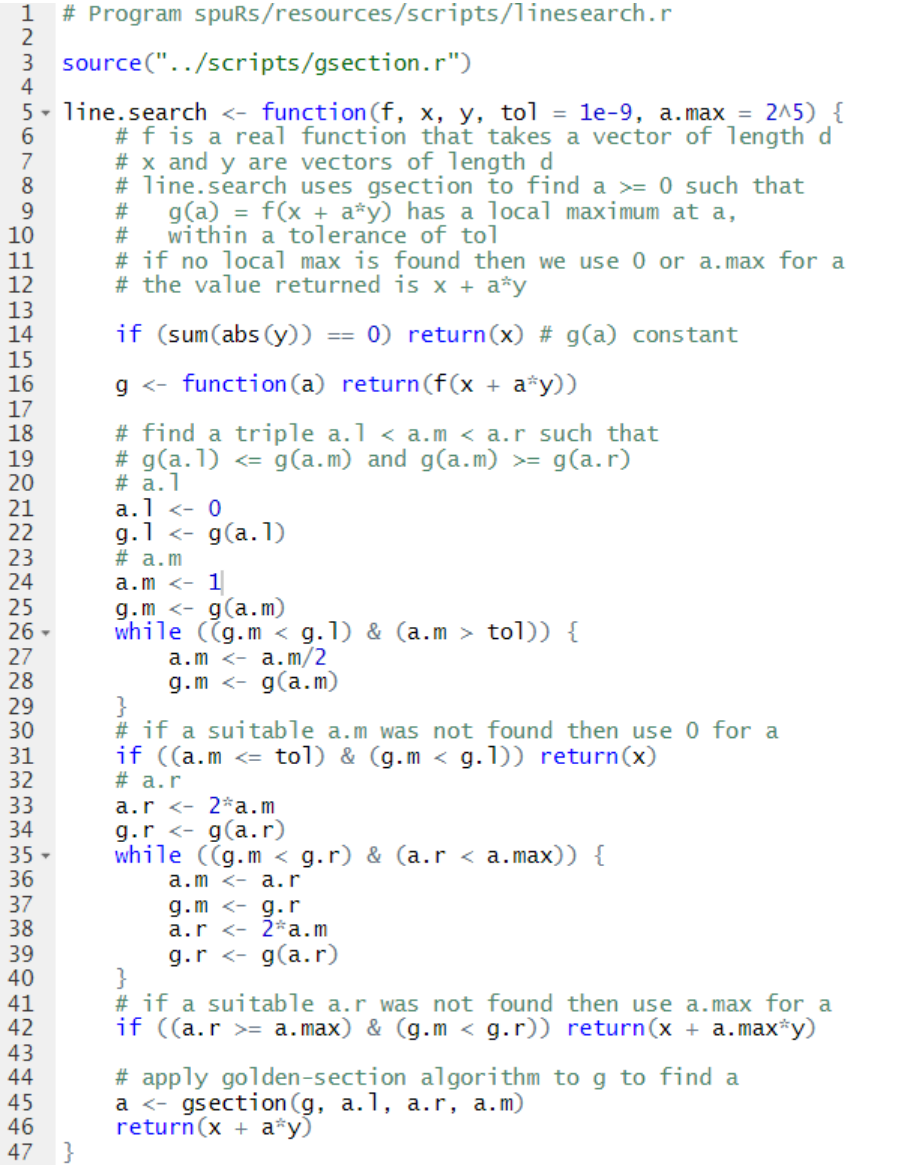 1 # Program spuRs/resources/scripts/linesearch.r
2
3 source("../scripts/gsection.r")
4
5 line.search <- function(f, x, y, tol = 1e-9, a.max = 2^5) {
6     # f is a real function that takes a vector of length d
7     # x and y are vectors of length d
8     # line.search uses gsection to find a >= 0 such that
9     #   g(a) = f(x + a*y) has a local maximum at a,
10     #   within a tolerance of tol
11     # if no local max is found then we use 0 or a.max for a
12     # the value returned is x + a*y
13
14     if (sum(abs(y)) == 0) return(x) # g(a) constant
15
16     g <- function(a) return(f(x + a*y))
17
18     # find a triple a.l < a.m < a.r such that
19     # g(a.l) <= g(a.m) and g(a.m) >= g(a.r)
20     # a.l
21     a.l <- 0
22     g.l <- g(a.l)
23     # a.m
24     a.m <- 1
25     g.m <- g(a.m)
26     while ((g.m < g.l) & (a.m > tol)) {
27         a.m <- a.m/2
28         g.m <- g(a.m)
29     }
30     # if a suitable a.m was not found then use 0 for a
31     if ((a.m <= tol) & (g.m < g.l)) return(x)
32     # a.r
33     a.r <- 2*a.m
34     g.r <- g(a.r)
35     while ((g.m < g.r) & (a.r < a.max)) {
36         a.m <- a.r
37         g.m <- g.r
38         a.r <- 2*a.m
39         g.r <- g(a.r)
40     }
41     # if a suitable a.r was not found then use a.max for a
42     if ((a.r >= a.max) & (g.m < g.r)) return(x + a.max*y)
43
44     # apply golden-section algorithm to g to find a
45     a <- gsection(g, a.l, a.r, a.m)
46     return(x + a*y)
47 }